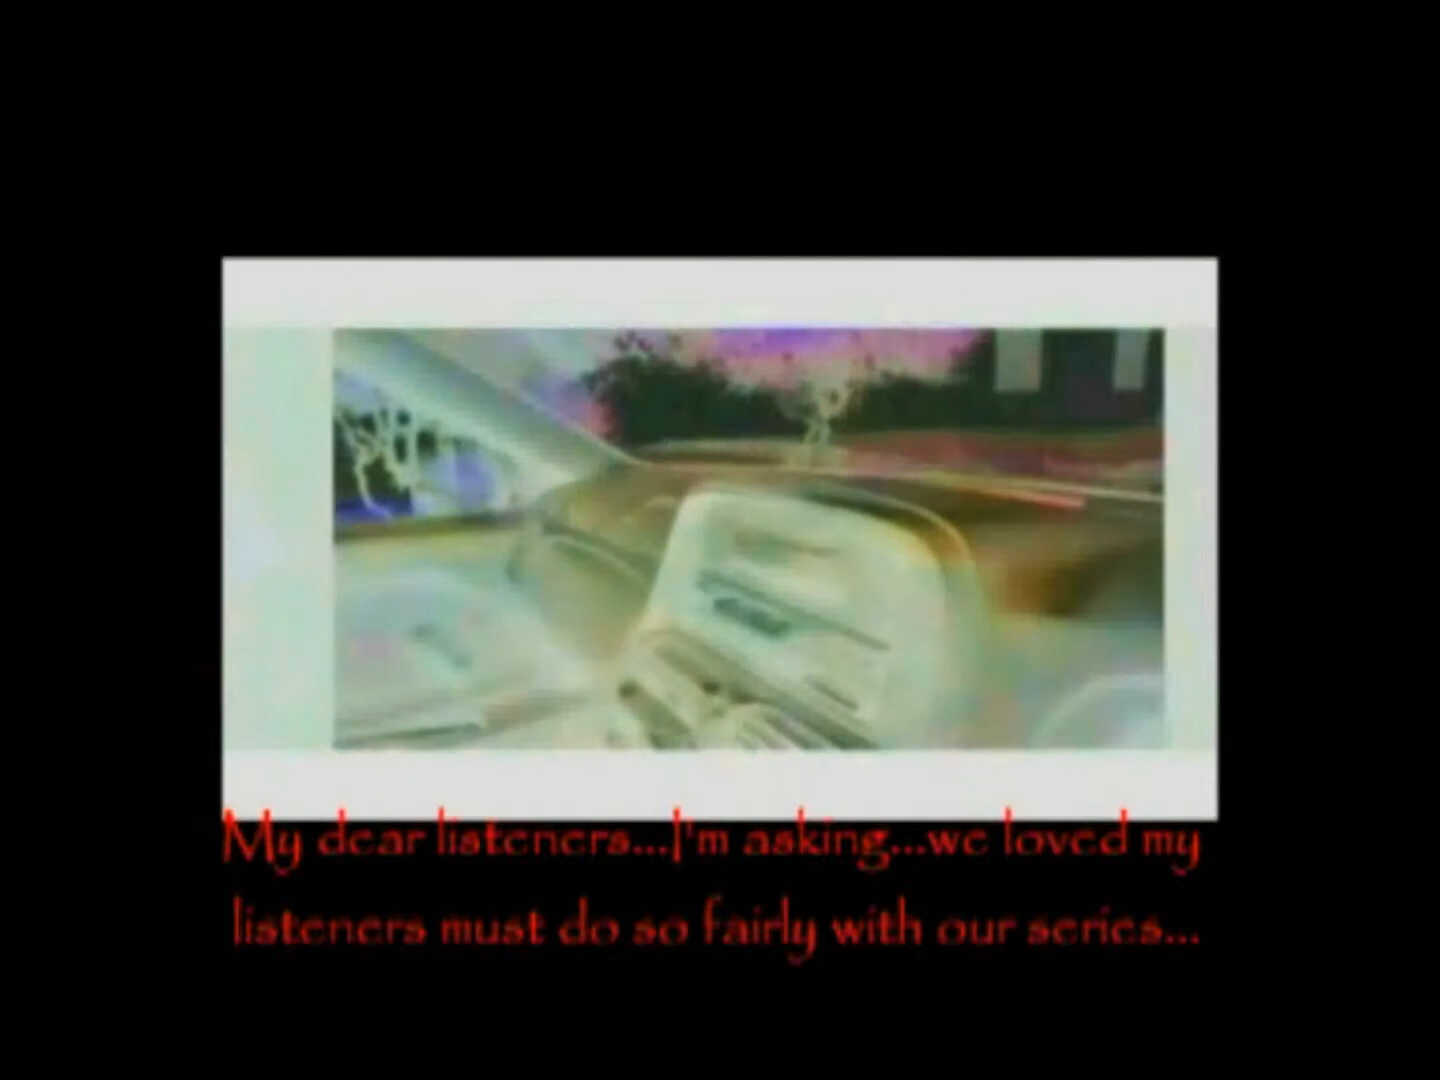 My dear listeners...I'm asking...we loved my
listeners must do so fairly with our series...